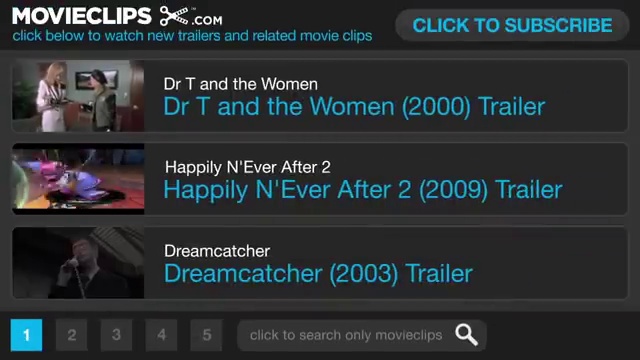 MOVIECLIPS .COM
CLICK TO SUBSCRIBE
click below to watch new trailers and related movie clips
Dr T and the Women
Dr T and the Women (2000) Trailer
Happily N'Ever After 2
Happily N'Ever After 2 (2009) Trailer
Dreamcatcher
Dreamcatcher (2003) Trailer
1 2 3 4 5 click to search only movieclips